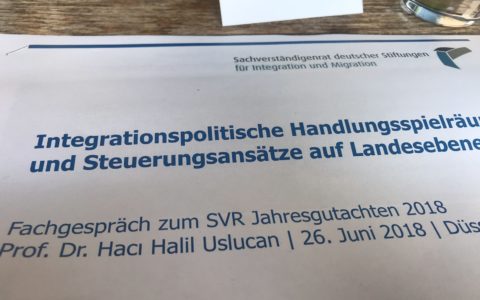 Sachverständigenrat deutscher Stiftungen
für Integration und Migration
Integrationspolitische Handlungsspielräu
und Steuerungsansätze auf Landesebene
Fachgespräch zum SVR Jahresgutachten 2018
Prof. Dr. Hacı Halil Uslucan | 26. Juni 2018 | Düss